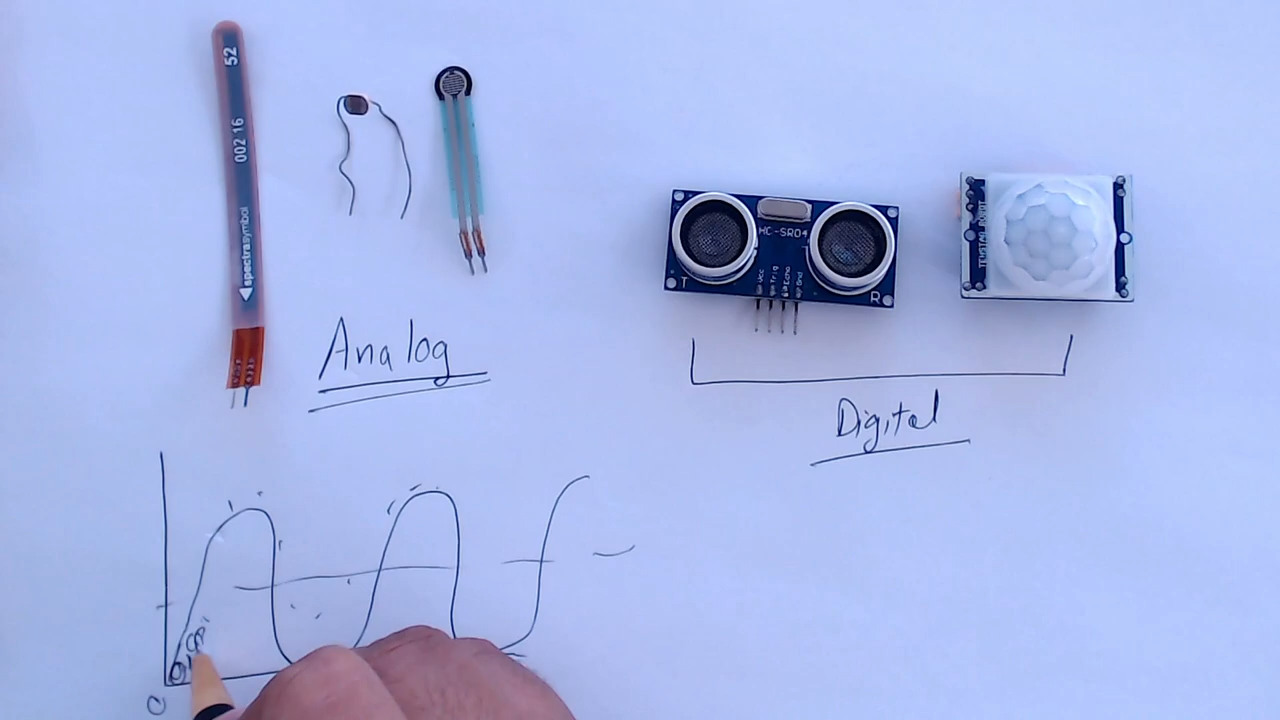 52
002 16
spectrasymbol
HC-SR04
T
Vcc
Trig
Echo
Gnd
R
Analog
Digital
0